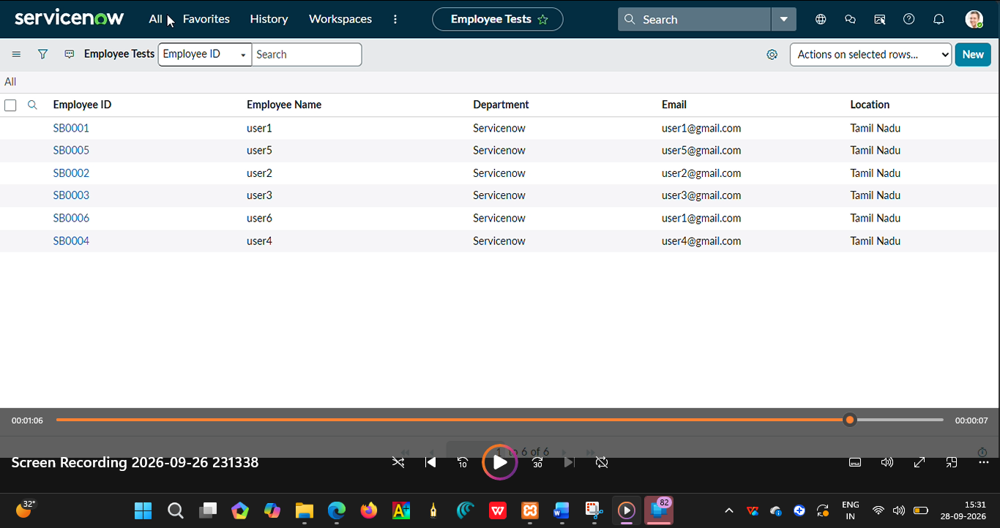 servicenow All Favorites History Workspaces Employee Tests Search
Employee Tests Employee ID Search Actions on selected rows... New
All
Employee ID Employee Name Department Email Location
SB0001 user1 Servicenow user1@gmail.com Tamil Nadu
SB0005 user5 Servicenow user5@gmail.com Tamil Nadu
SB0002 user2 Servicenow user2@gmail.com Tamil Nadu
SB0003 user3 Servicenow user3@gmail.com Tamil Nadu
SB0006 user6 Servicenow user1@gmail.com Tamil Nadu
SB0004 user4 Servicenow user4@gmail.com Tamil Nadu
00:01:06 00:00:07
1 to 6 of 6
Screen Recording 2026-09-26 231338 10 30
32° 82 ENG 15:31
IN 28-09-2026